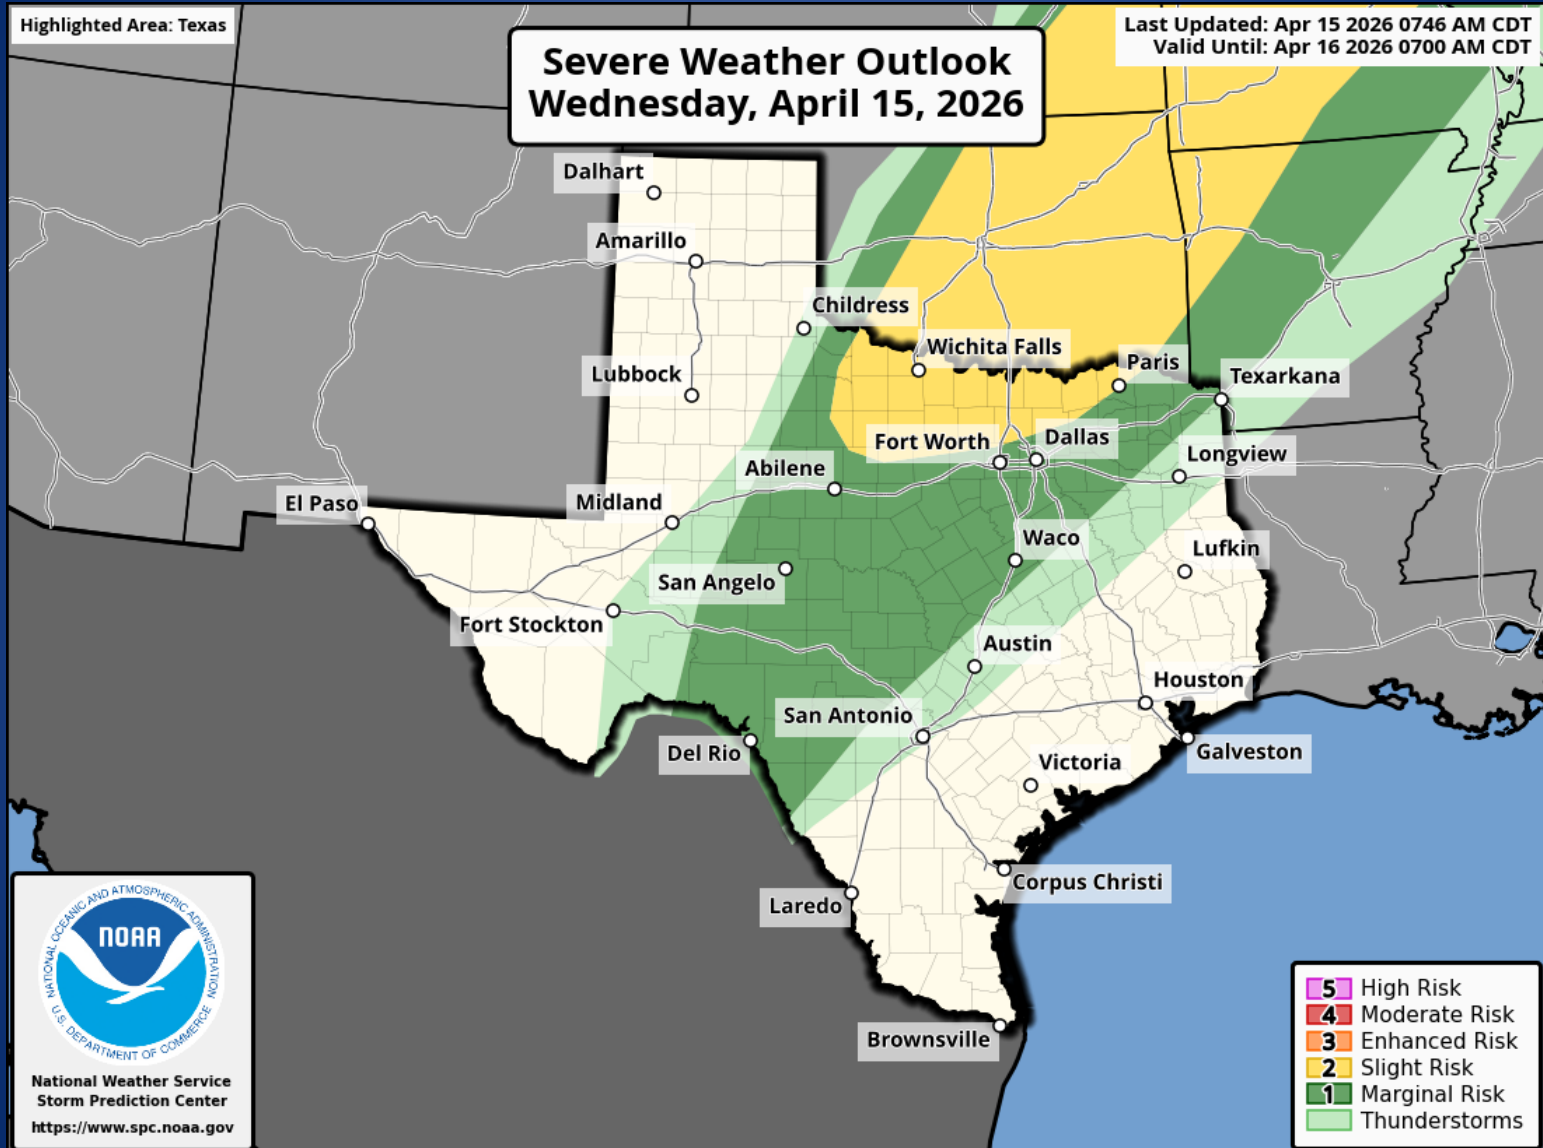 Highlighted Area: Texas
Last Updated: Apr 15 2026 0746 AM CDT
Valid Until: Apr 16 2026 0700 AM CDT
Severe Weather Outlook
Wednesday, April 15, 2026
Dalhart
Amarillo
Childress
Wichita Falls
Paris
Texarkana
Lubbock
Fort Worth
Dallas
Longview
Abilene
El Paso
Midland
Waco
Lufkin
San Angelo
Fort Stockton
Austin
Houston
San Antonio
Del Rio
Galveston
Victoria
Corpus Christi
Laredo
Brownsville
NATIONAL OCEANIC AND ATMOSPHERIC ADMINISTRATION
NOAA
U.S. DEPARTMENT OF COMMERCE
National Weather Service
Storm Prediction Center
https://www.spc.noaa.gov
5 High Risk
4 Moderate Risk
3 Enhanced Risk
2 Slight Risk
1 Marginal Risk
Thunderstorms